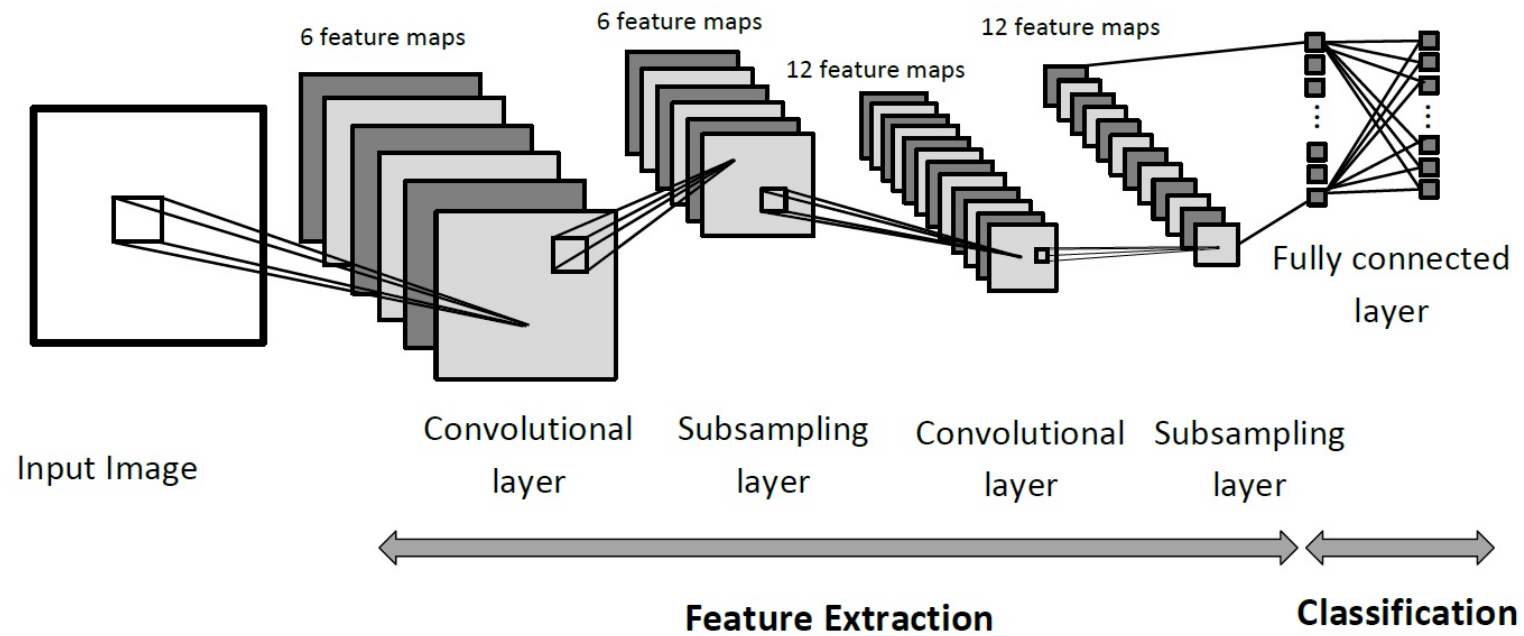 6 feature maps
6 feature maps
12 feature maps
12 feature maps
Fully connected
layer
Input Image
Convolutional
layer
Subsampling
layer
Convolutional
layer
Subsampling
layer
Feature Extraction
Classification